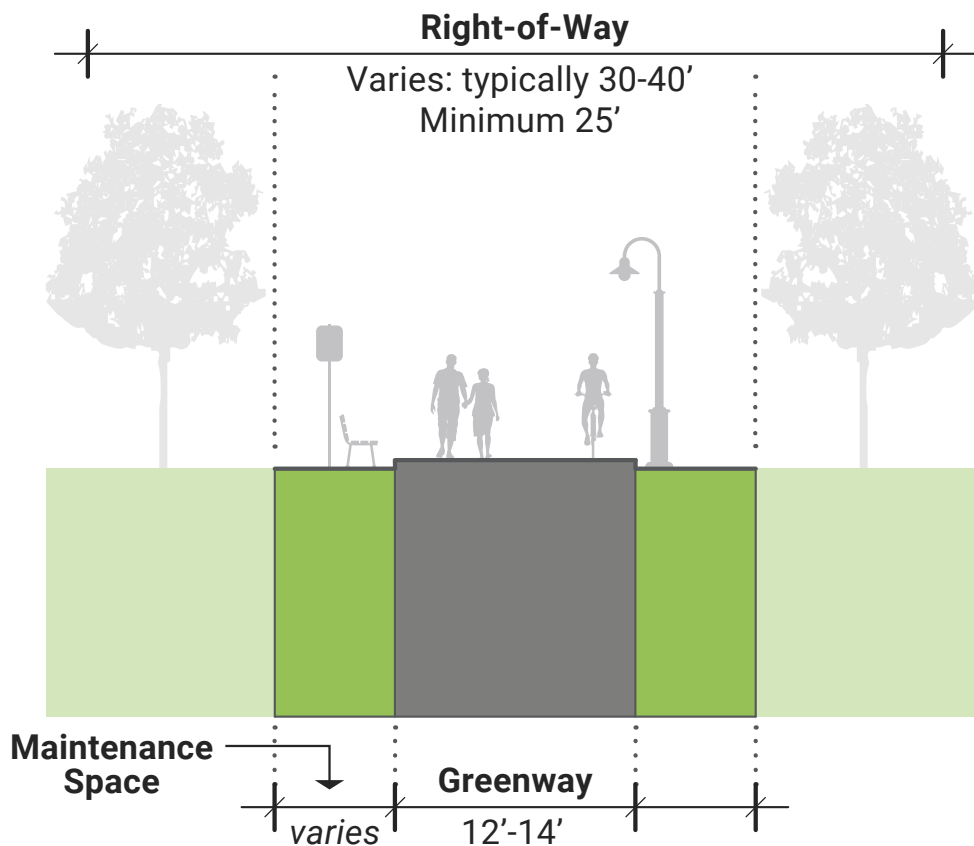 Right-of-Way
Varies: typically 30-40’
Minimum 25’
Maintenance
Space
Greenway
varies
12’-14’